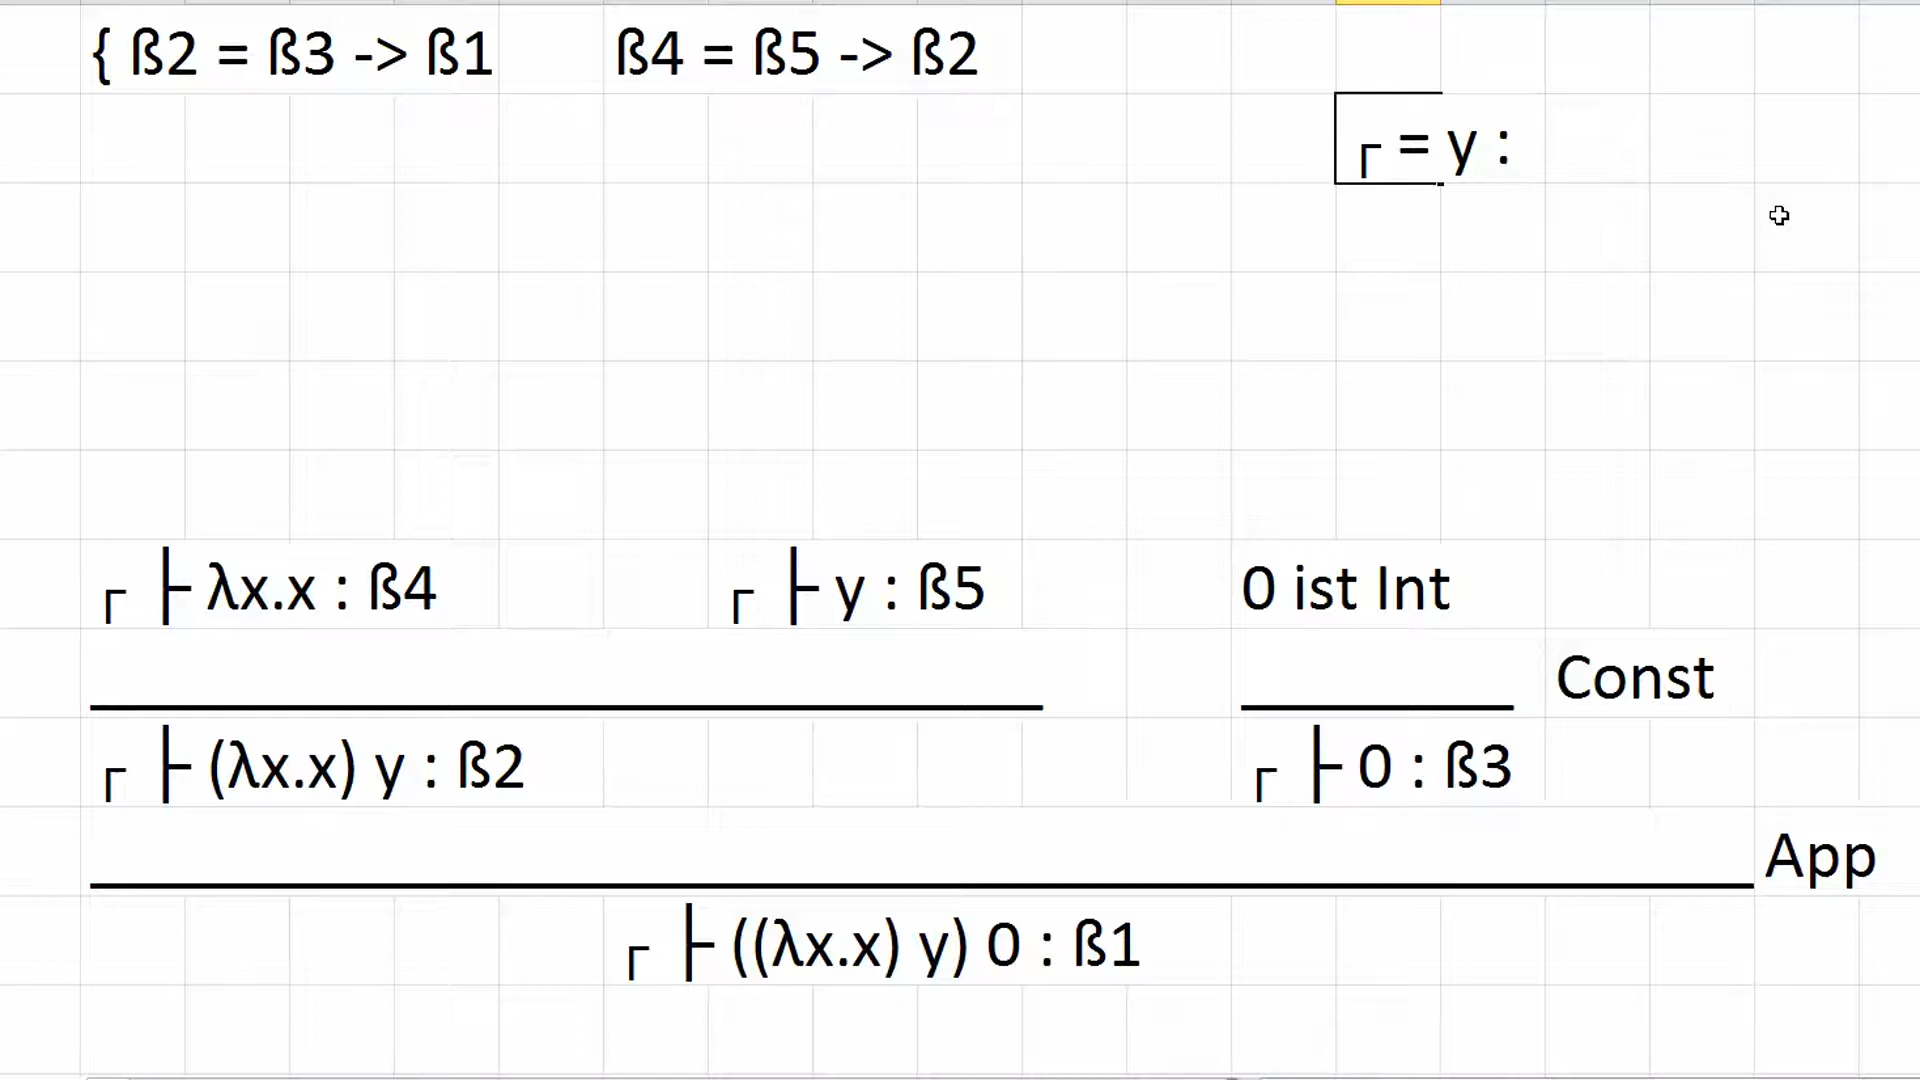 { ß2 = ß3 -> ß1 ß4 = ß5 -> ß2
┌ = y :
┌ ├ λx.x : ß4 ┌ ├ y : ß5 0 ist Int
Const
┌ ├ (λx.x) y : ß2 ┌ ├ 0 : ß3
App
┌ ├ ((λx.x) y) 0 : ß1